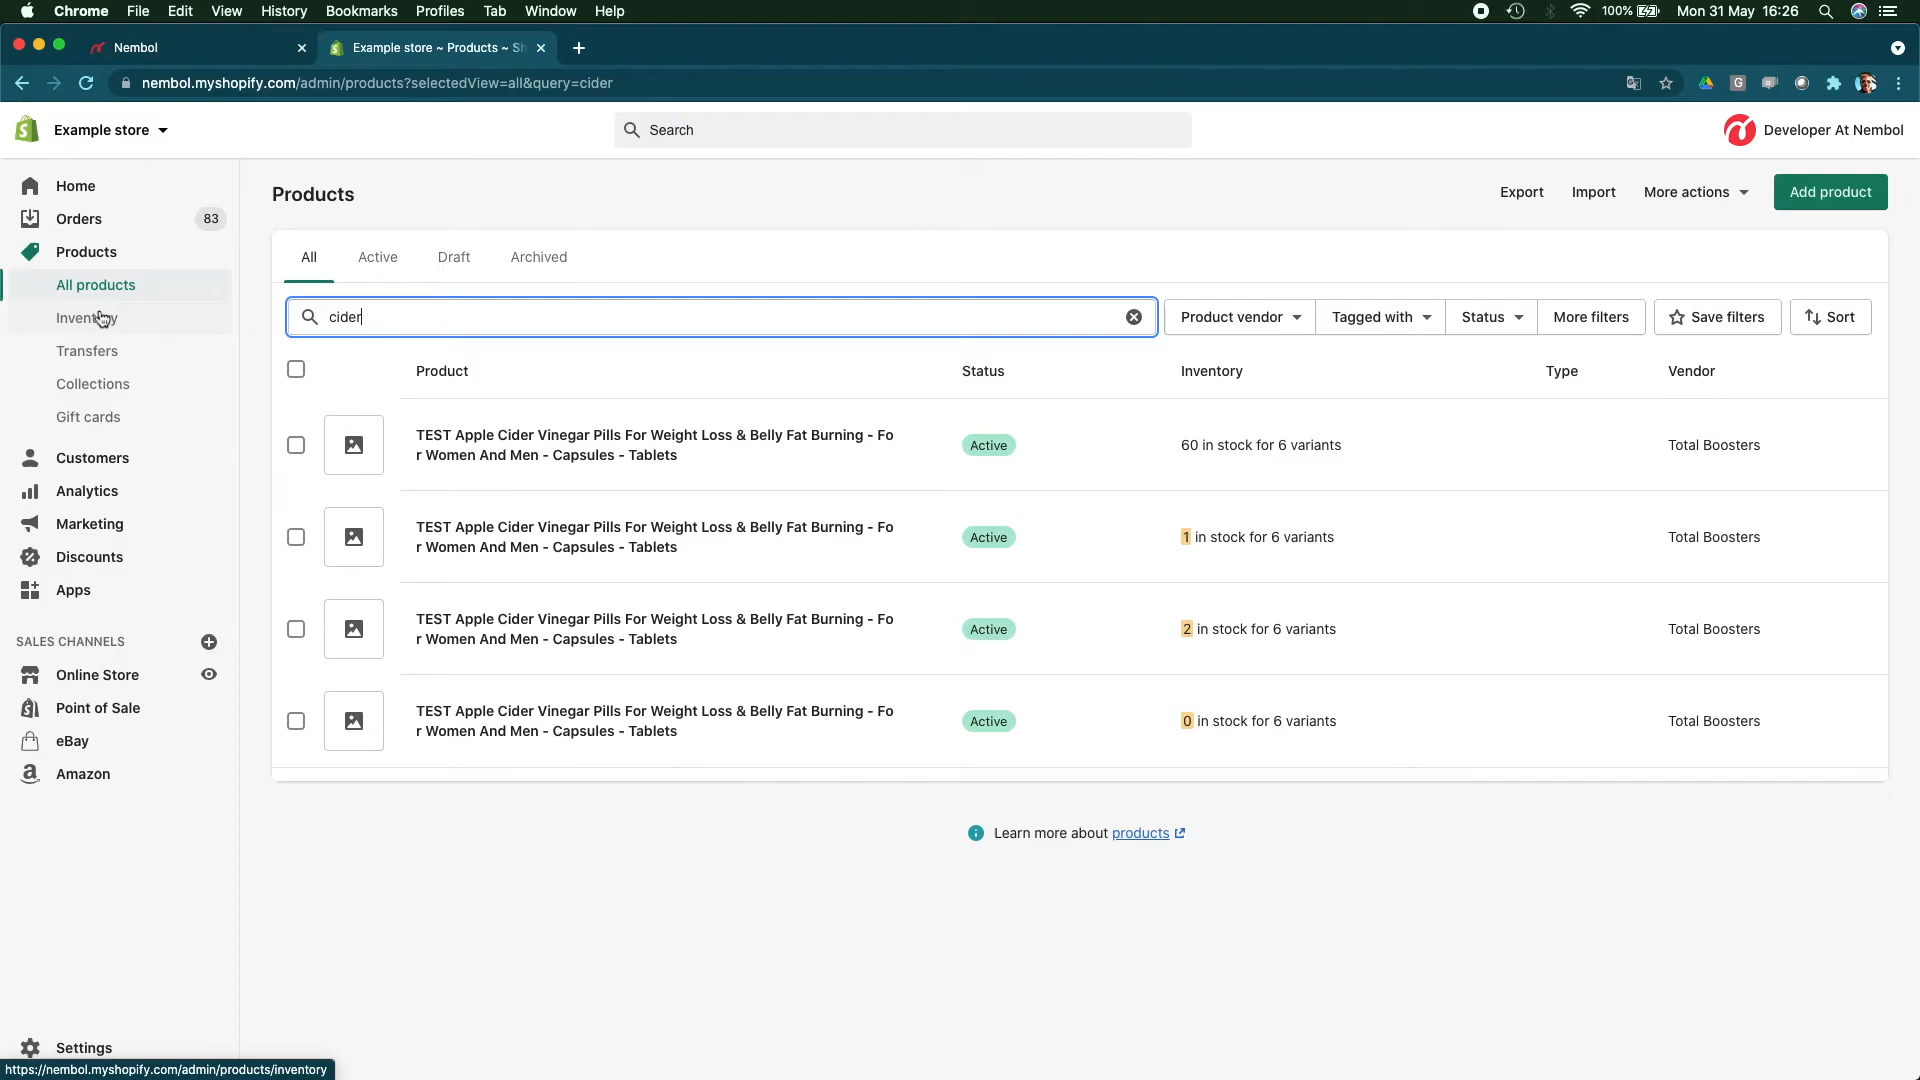 Chrome File Edit View History Bookmarks Profiles Tab Window Help 100% Mon 31 May 16:26
Nembol Example store ~ Products ~ Sh
nembol.myshopify.com/admin/products?selectedView=all&query=cider
Example store Search Developer At Nembol
Home
Orders 83
Products
All products
Inventory
Transfers
Collections
Gift cards
Customers
Analytics
Marketing
Discounts
Apps
SALES CHANNELS
Online Store
Point of Sale
eBay
Amazon
Settings
https://nembol.myshopify.com/admin/products/inventory
Products Export Import More actions Add product
All Active Draft Archived
cider Product vendor Tagged with Status More filters Save filters Sort
Product Status Inventory Type Vendor
TEST Apple Cider Vinegar Pills For Weight Loss & Belly Fat Burning - Fo
r Women And Men - Capsules - Tablets
Active 60 in stock for 6 variants Total Boosters
TEST Apple Cider Vinegar Pills For Weight Loss & Belly Fat Burning - Fo
r Women And Men - Capsules - Tablets
Active 1 in stock for 6 variants Total Boosters
TEST Apple Cider Vinegar Pills For Weight Loss & Belly Fat Burning - Fo
r Women And Men - Capsules - Tablets
Active 2 in stock for 6 variants Total Boosters
TEST Apple Cider Vinegar Pills For Weight Loss & Belly Fat Burning - Fo
r Women And Men - Capsules - Tablets
Active 0 in stock for 6 variants Total Boosters
Learn more about products